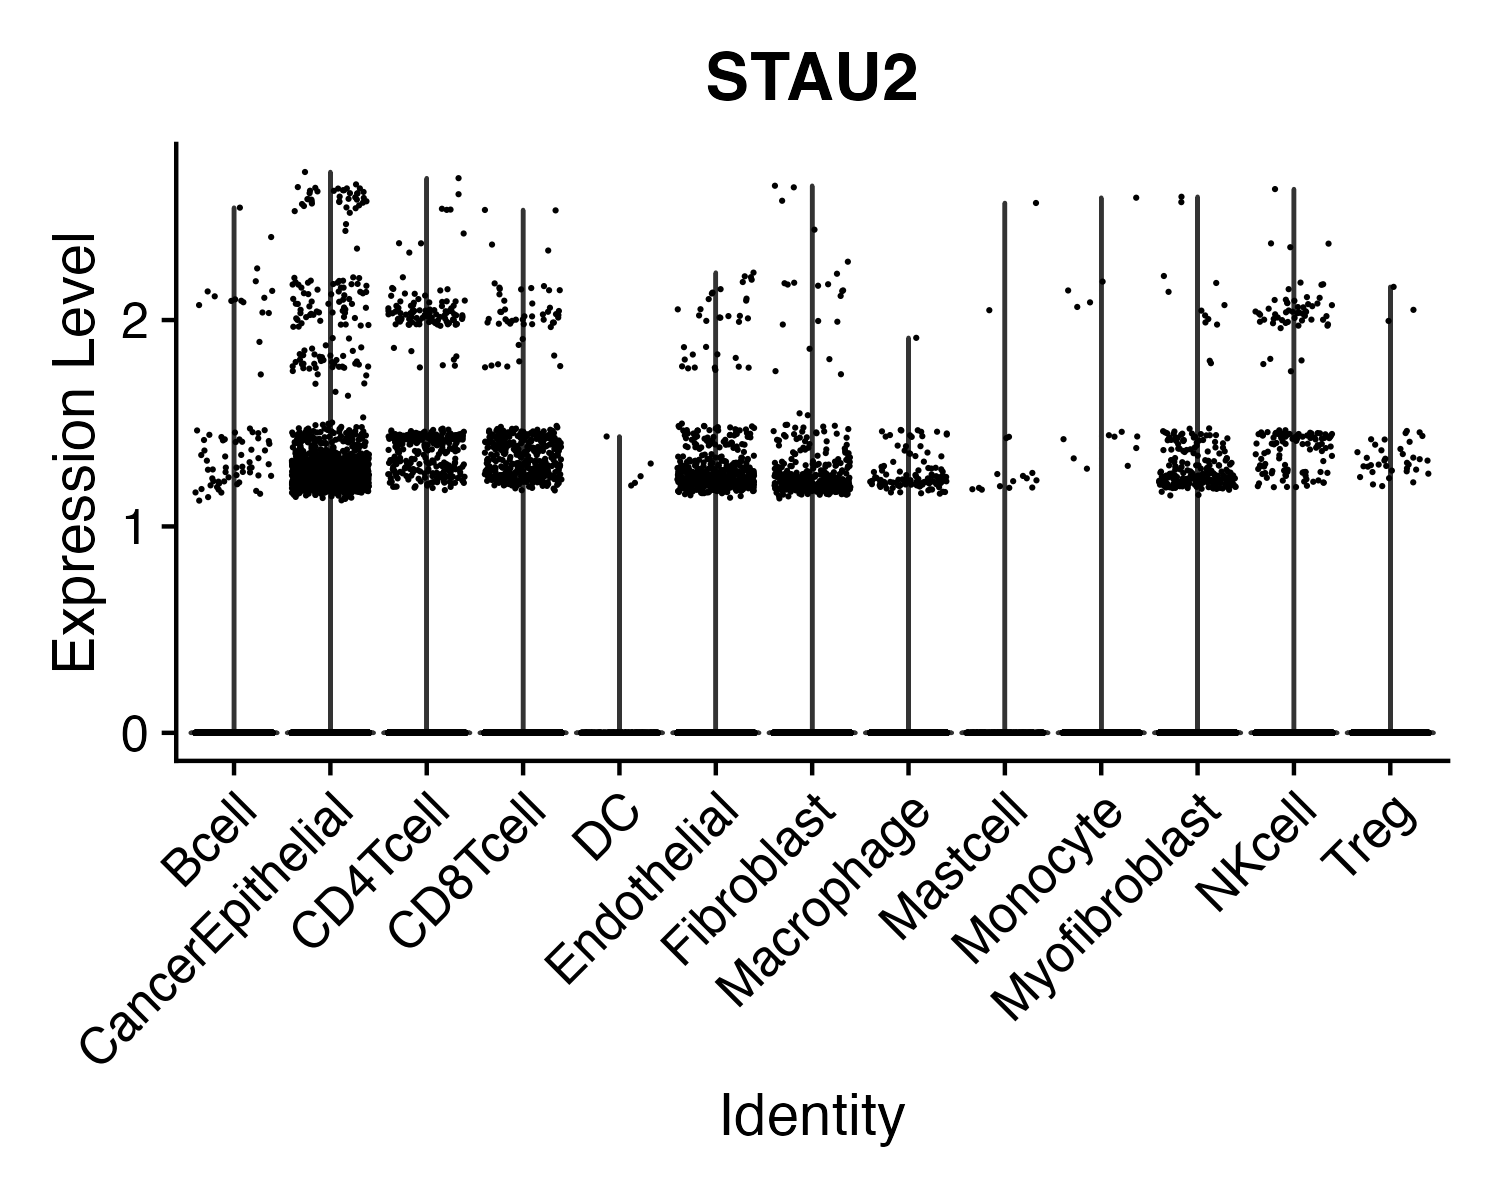 STAU2
Expression Level
2
1
0
Bcell
CancerEpithelial
CD4Tcell
CD8Tcell
DC
Endothelial
Fibroblast
Macrophage
Mastcell
Monocyte
Myofibroblast
NKcell
Treg
Identity